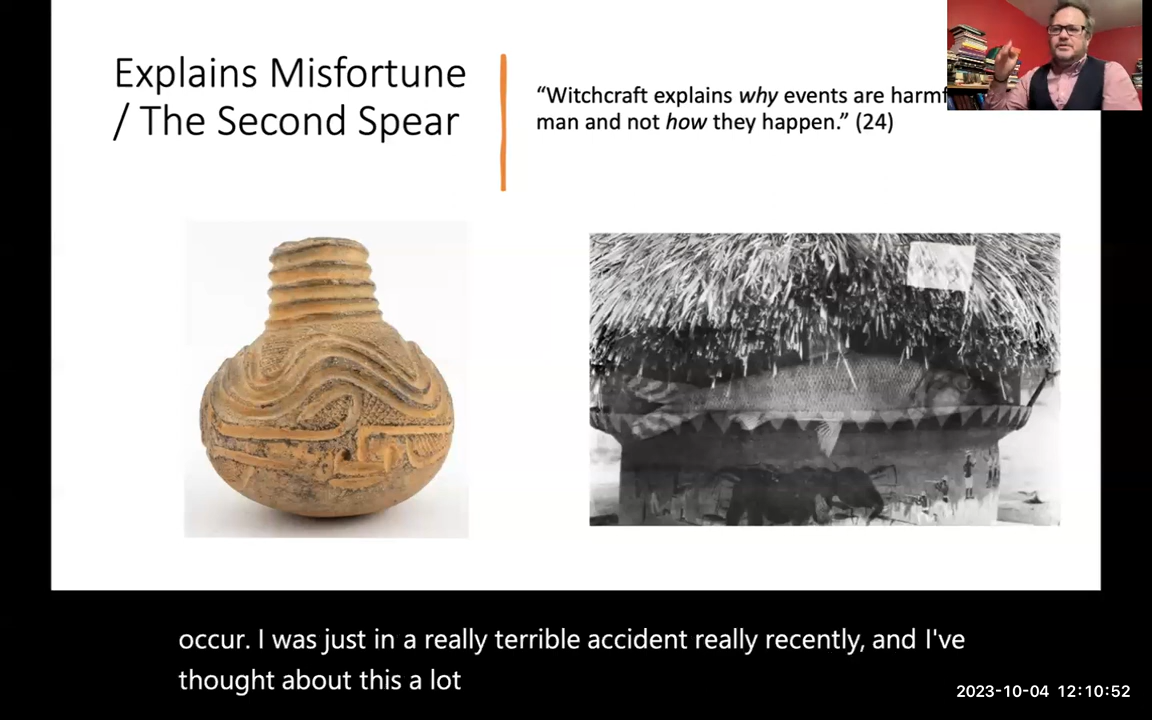 Explains Misfortune
/ The Second Spear
“Witchcraft explains why events are
man and not how they happen.” (24)
occur. I was just in a really terrible accident really recently, and I've
thought about this a lot
2023-10-04 12:10:52